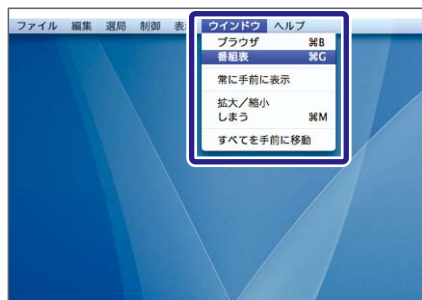 ファイル 編集 選局 制御 表 ウインドウ ヘルプ
ブラウザ ⌘B
番組表 ⌘G
常に手前に表示
拡大／縮小
しまう ⌘M
すべてを手前に移動